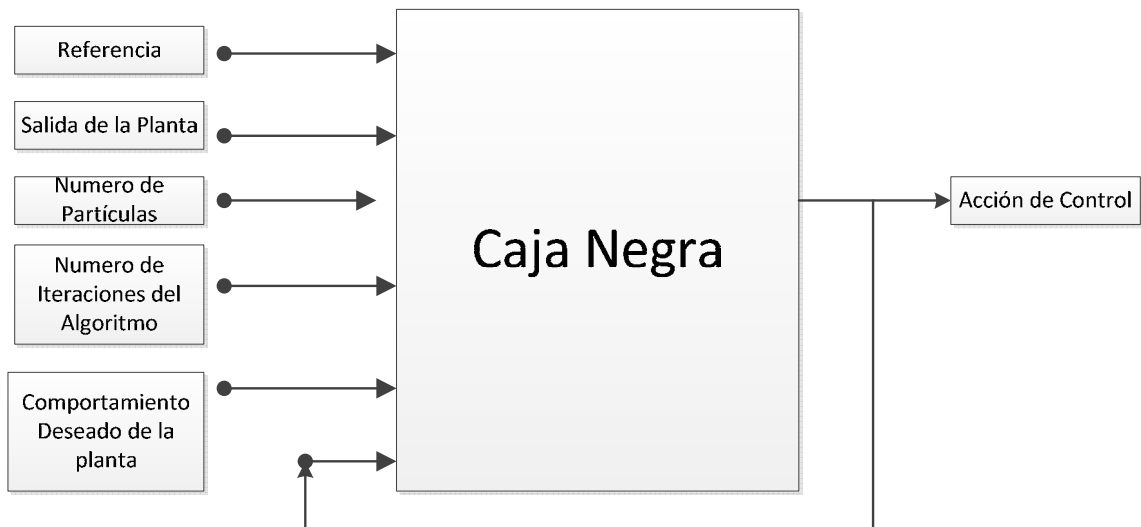 Referencia
Salida de la Planta
Numero de
Partículas
Numero de
Iteraciones del
Algoritmo
Comportamiento
Deseado de la
planta
Caja Negra
Acción de Control